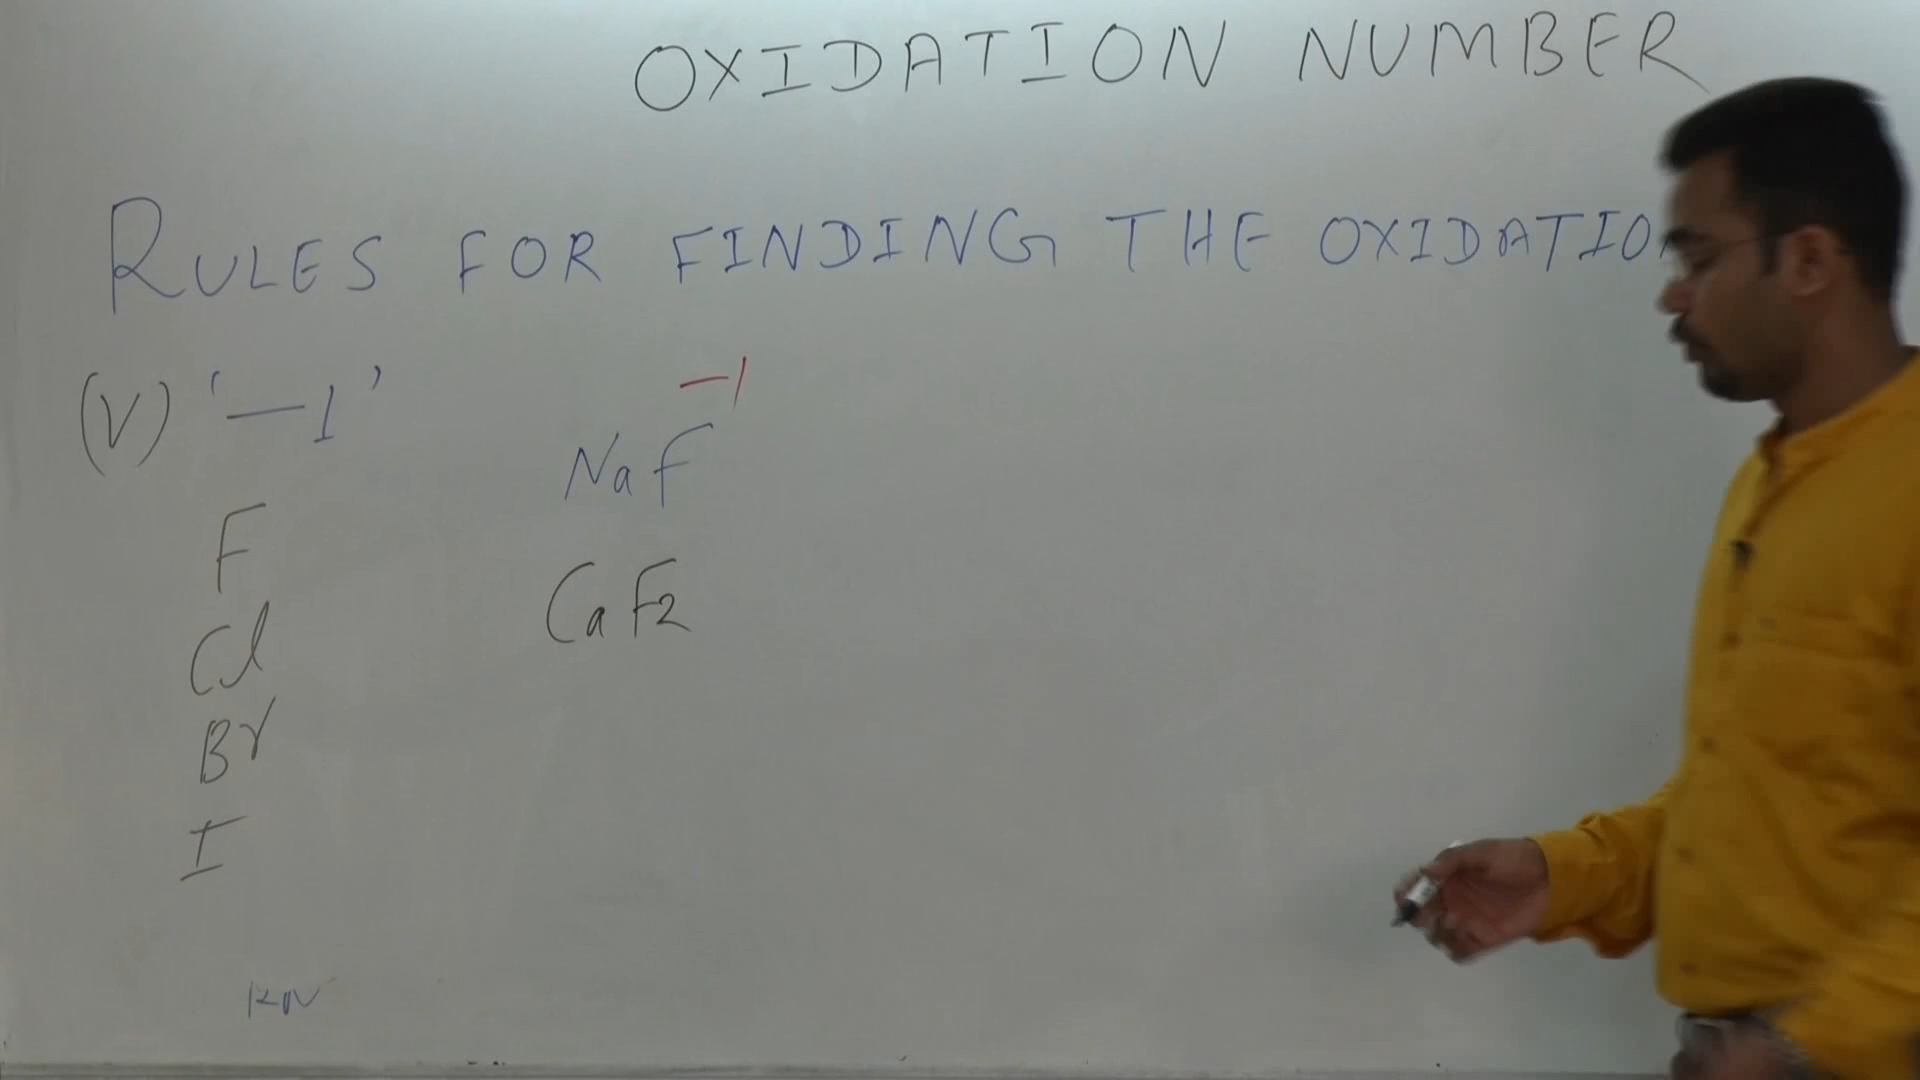 OXIDATION NUMBER
RULES FOR FINDING THE OXIDATIO
(V) '-1'
-1
NaF
CaF2
F
Cl
Br
I